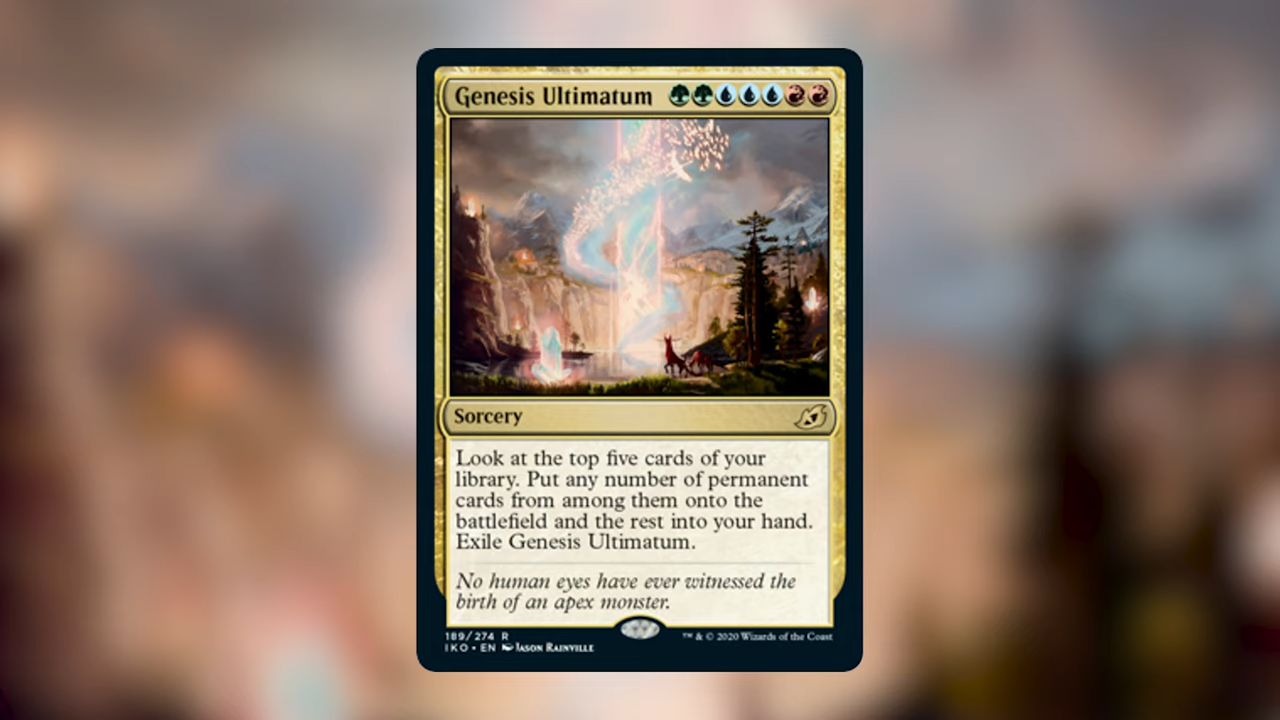 Genesis Ultimatum
Sorcery
Look at the top five cards of your
library. Put any number of permanent
cards from among them onto the
battlefield and the rest into your hand.
Exile Genesis Ultimatum.
No human eyes have ever witnessed the
birth of an apex monster.
189/274 R
IKO • EN Jason Rainville
™ & © 2020 Wizards of the Coast